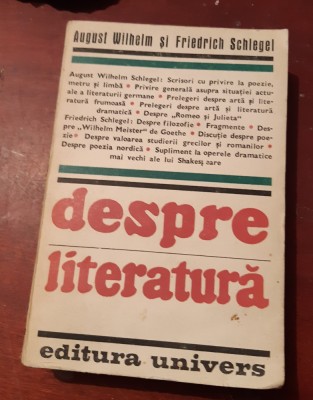 August Wilhelm și Friedrich Schlegel
August Wilhelm Schlegel: Scrisori cu privire la poezie,
metru și limbă • Privire generală asupra situației actu-
ale a literaturii germane • Prelegeri despre artă și lite-
ratură frumoasă • Prelegeri despre artă și literatură
dramatică • Despre „Romeo și Julieta”
Friedrich Schlegel: Despre filozofie • Fragmente • Des-
pre „Wilhelm Meister” de Goethe • Discuție despre poe-
zie • Despre valoarea studierii grecilor și romanilor •
Despre poezia nordică • Supliment la operele dramatice
mai vechi ale lui Shakespeare
despre
literatură
editura univers